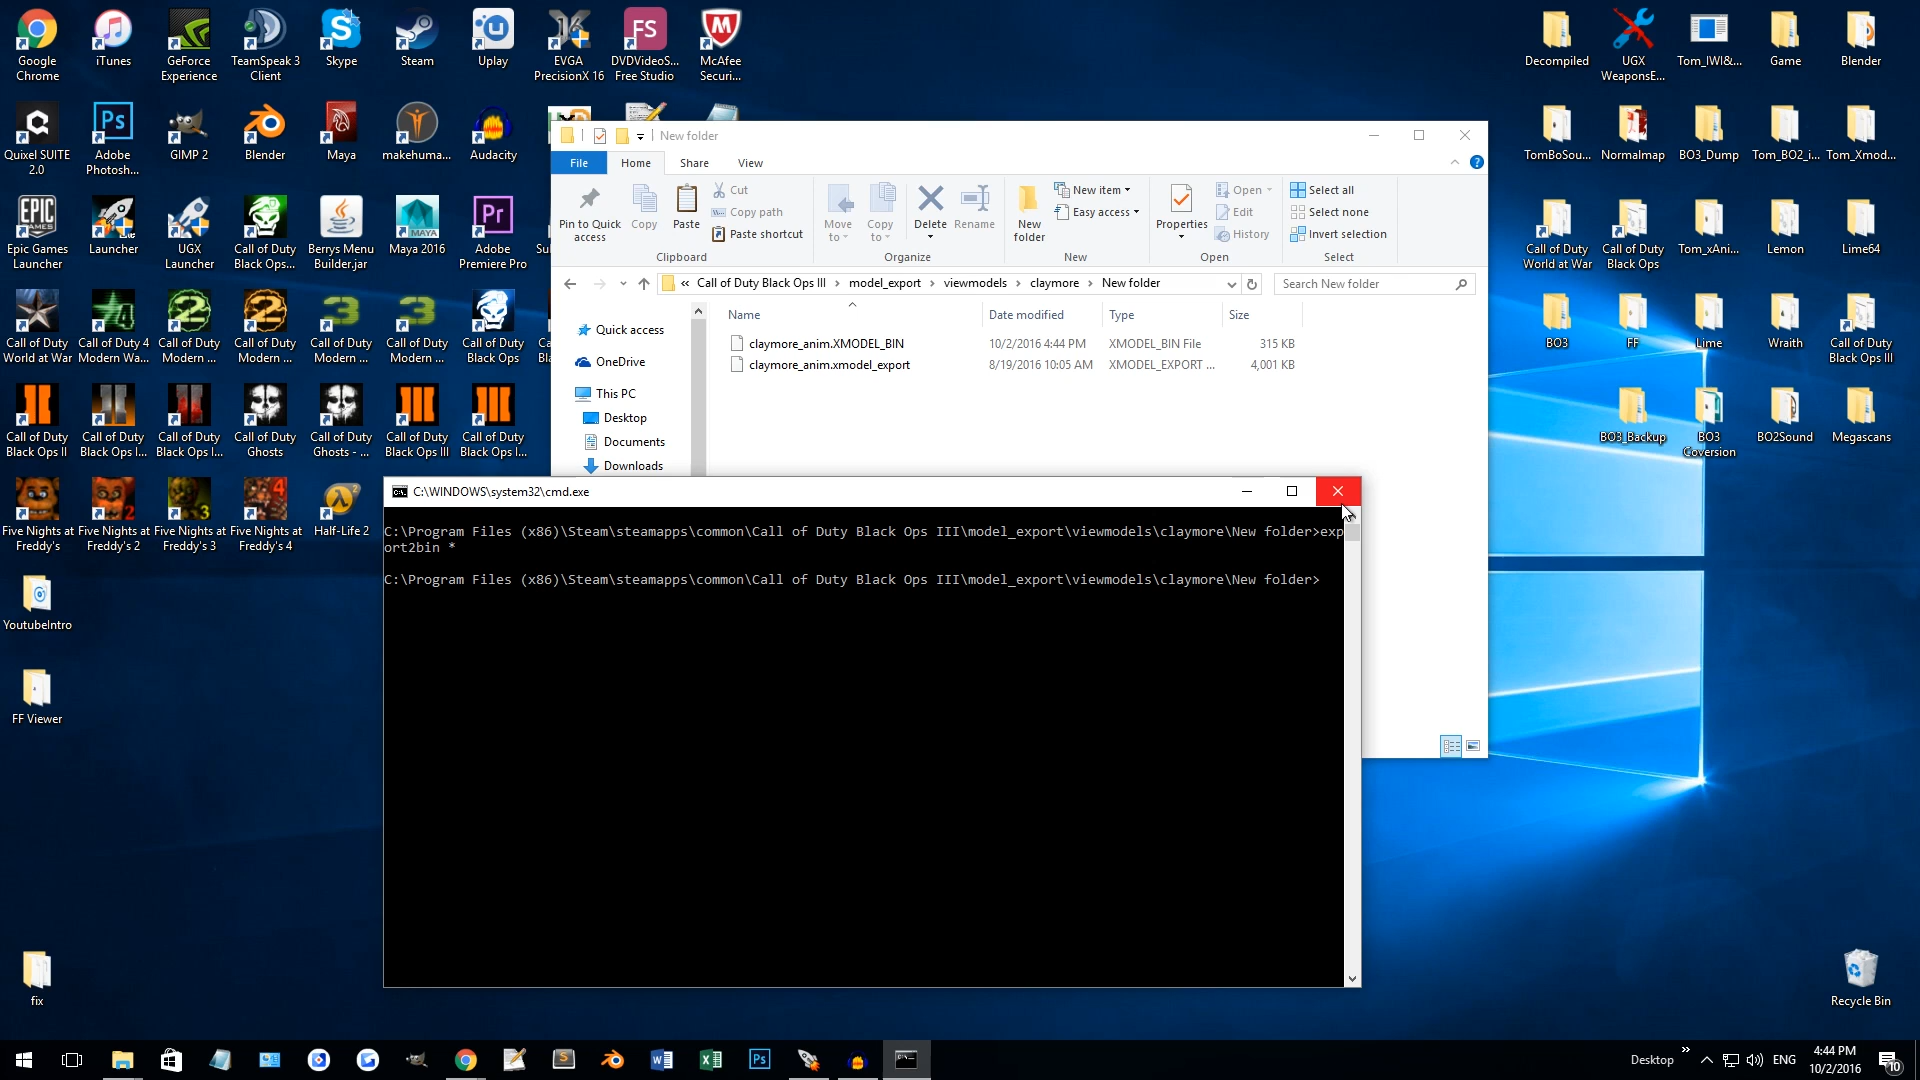 Google
Chrome
iTunes
GeForce
Experience
TeamSpeak 3
Client
Skype
Steam
Uplay
EVGA
PrecisionX 16
DVDVideoS...
Free Studio
McAfee
Securi...
Quixel SUITE
2.0
Adobe
Photosh...
GIMP 2
Blender
Maya
makehuma...
Audacity
Epic Games
Launcher
Launcher
UGX
Launcher
Call of Duty
Black Ops...
Berrys Menu
Builder.jar
Maya 2016
Adobe
Premiere Pro
Call of Duty
World at War
Call of Duty 4
Modern Wa...
Call of Duty
Modern ...
Call of Duty
Modern ...
Call of Duty
Modern ...
Call of Duty
Modern ...
Call of Duty
Black Ops
Call of Duty
Black Ops II
Call of Duty
Black Ops I...
Call of Duty
Black Ops I...
Call of Duty
Ghosts
Call of Duty
Ghosts - ...
Call of Duty
Black Ops III
Call of Duty
Black Ops I...
Five Nights at
Freddy's
Five Nights at
Freddy's 2
Five Nights at
Freddy's 3
Five Nights at
Freddy's 4
Half-Life 2
YoutubeIntro
FF Viewer
fix
New folder
File Home Share View
Pin to Quick
access
Copy
Paste
Cut
Copy path
Paste shortcut
Clipboard
Move
to
Copy
to
Delete
Rename
Organize
New
folder
New item
Easy access
New
Properties
Open
Edit
History
Open
Select all
Select none
Invert selection
Select
« Call of Duty Black Ops III › model_export › viewmodels › claymore › New folder
Search New folder
Quick access
OneDrive
This PC
Desktop
Documents
Downloads
Name Date modified Type Size
claymore_anim.XMODEL_BIN 10/2/2016 4:44 PM XMODEL_BIN File 315 KB
claymore_anim.xmodel_export 8/19/2016 10:05 AM XMODEL_EXPORT ... 4,001 KB
C:\WINDOWS\system32\cmd.exe
C:\Program Files (x86)\Steam\steamapps\common\Call of Duty Black Ops III\model_export\viewmodels\claymore\New folder>exp
ort2bin *
C:\Program Files (x86)\Steam\steamapps\common\Call of Duty Black Ops III\model_export\viewmodels\claymore\New folder>
Decompiled
UGX
WeaponsE...
Tom_IWI&...
Game
Blender
TomBoSou...
Normalmap
BO3_Dump
Tom_BO2_i...
Tom_Xmod...
Call of Duty
World at War
Call of Duty
Black Ops
Tom_xAni...
Lemon
Lime64
BO3
FF
Lime
Wraith
Call of Duty
Black Ops III
BO3_Backup
BO3
Coversion
BO2Sound
Megascans
Recycle Bin
Desktop
ENG
4:44 PM
10/2/2016
10